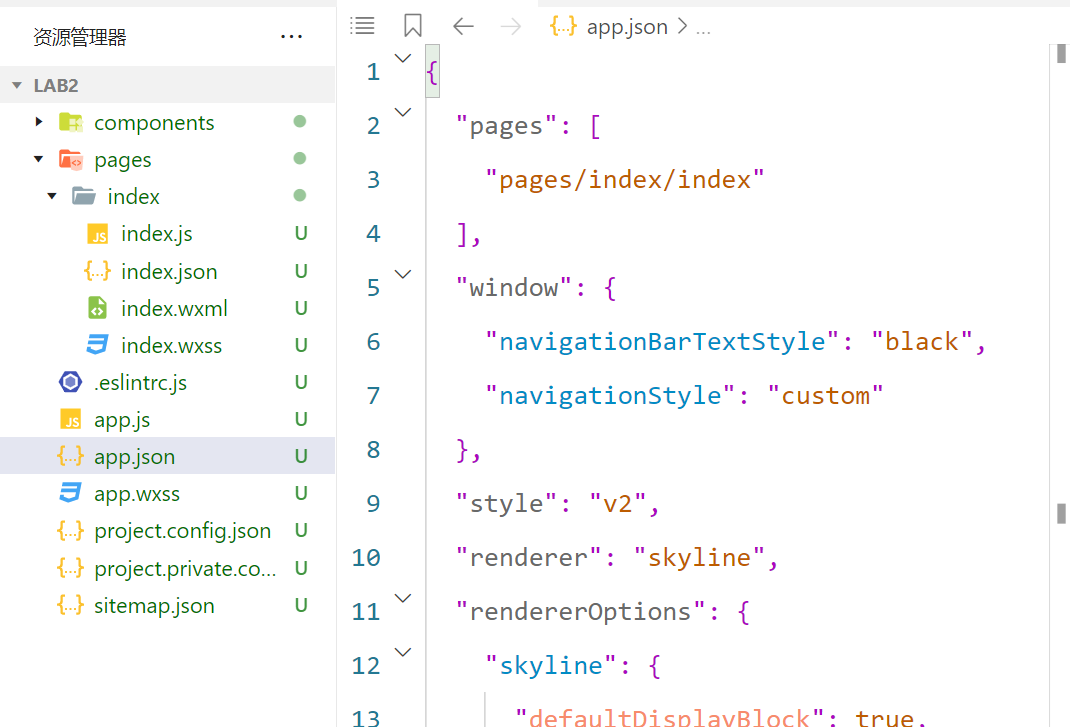 资源管理器 ...
LAB2
components
pages
index
index.js U
index.json U
index.wxml U
index.wxss U
.eslintrc.js U
app.js U
app.json U
app.wxss U
project.config.json U
project.private.co... U
sitemap.json U
app.json > ...
1 {
2 "pages": [
3 "pages/index/index"
4 ],
5 "window": {
6 "navigationBarTextStyle": "black",
7 "navigationStyle": "custom"
8 },
9 "style": "v2",
10 "renderer": "skyline",
11 "rendererOptions": {
12 "skyline": {
13 "defaultDisplayBlock": true,